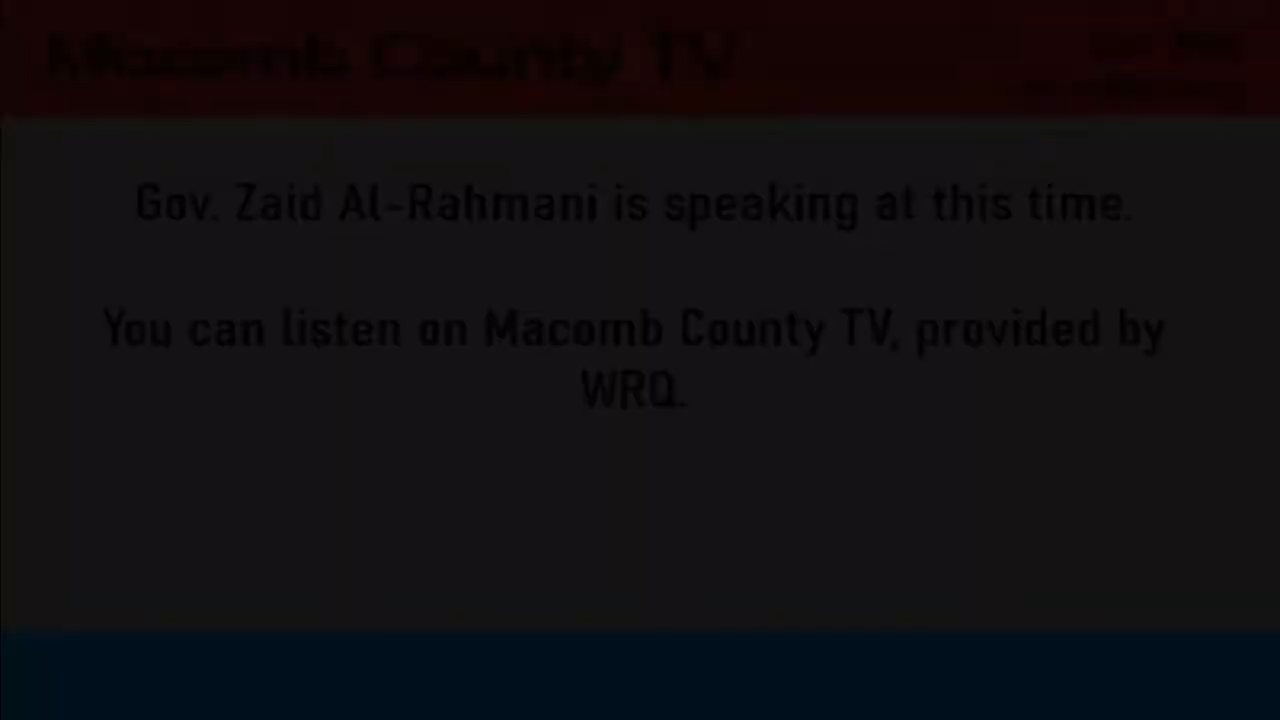 Macomb County TV
Gov. Zaid Al-Rahmani is speaking at this time.
You can listen on Macomb County TV, provided by
WRQ.